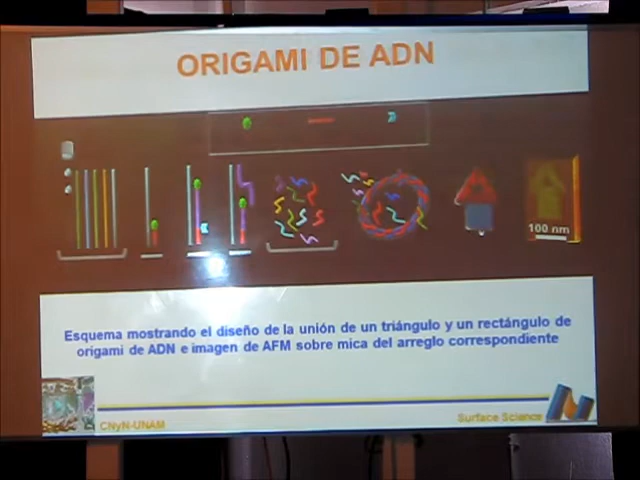 ORIGAMI DE ADN
100 nm
Esquema mostrando el diseño de la unión de un triángulo y un rectángulo de
origami de ADN e imagen de AFM sobre mica del arreglo correspondiente
CNyN-UNAM
Surface Science